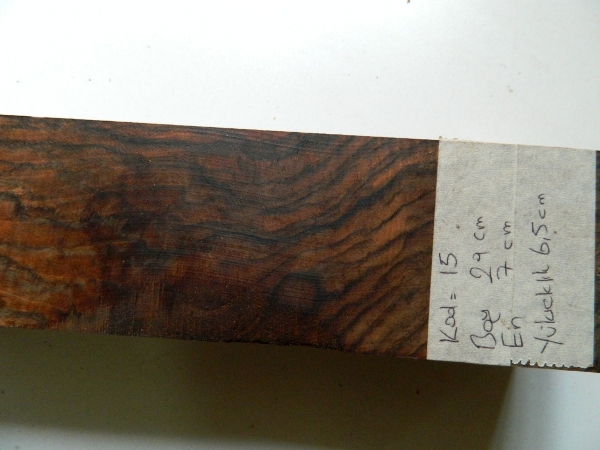 Kod= 15
Boy 29 cm
En 7 cm
Yükseklik 6,5 cm